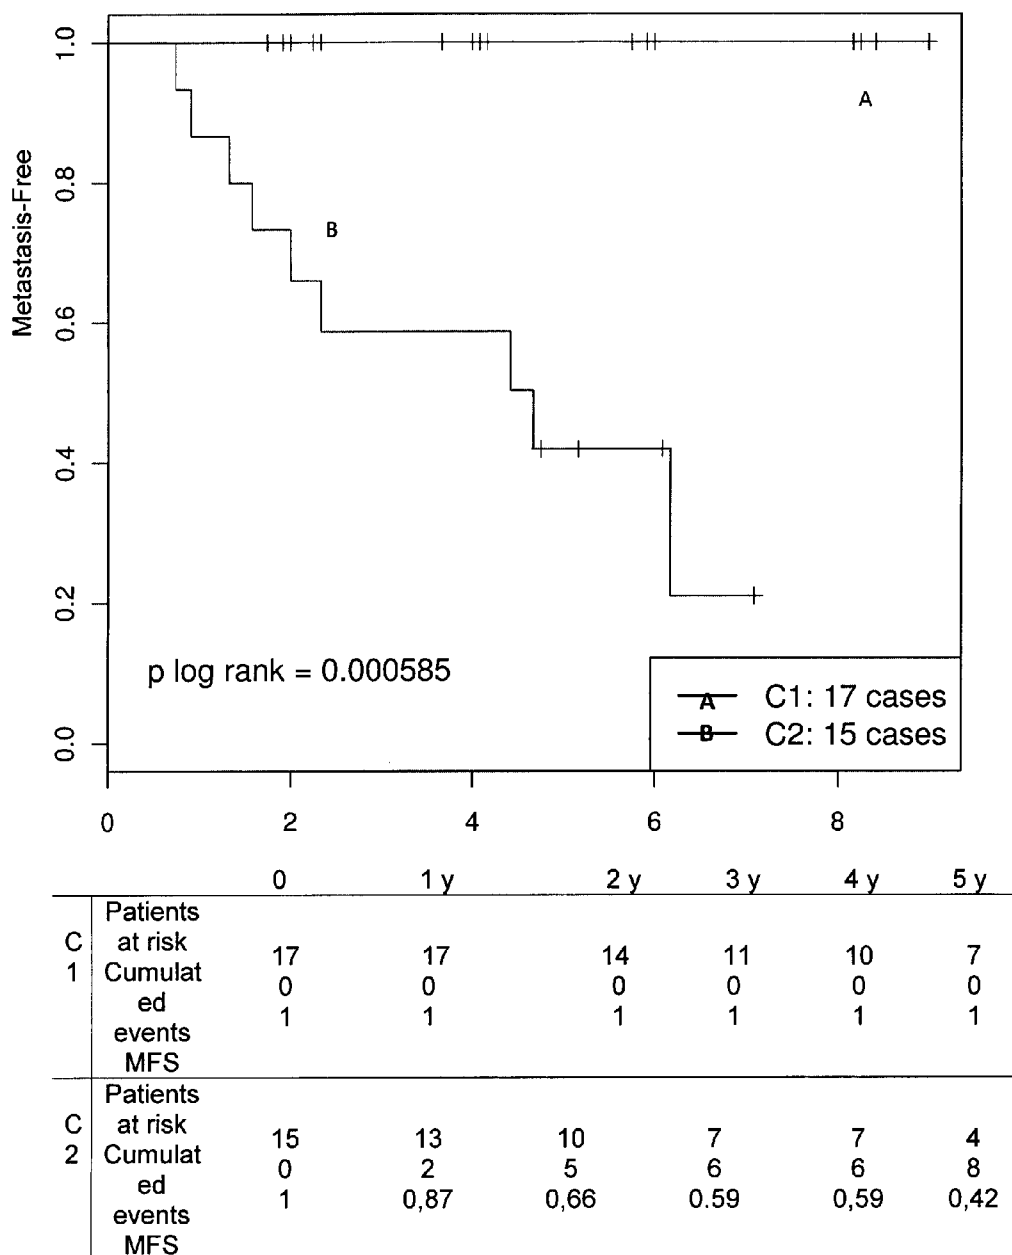 Metastasis-Free
1.0
0.8
0.6
0.4
0.2
0.0
A
B
p log rank = 0.000585
A C1: 17 cases
B C2: 15 cases
0 2 4 6 8
0 1 y 2 y 3 y 4 y 5 y
C 1
Patients
at risk 17 17 14 11 10 7
Cumulat 0 0 0 0 0 0
ed
events 1 1 1 1 1 1
MFS
C 2
Patients
at risk 15 13 10 7 7 4
Cumulat 0 2 5 6 6 8
ed
events 1 0,87 0,66 0.59 0,59 0,42
MFS